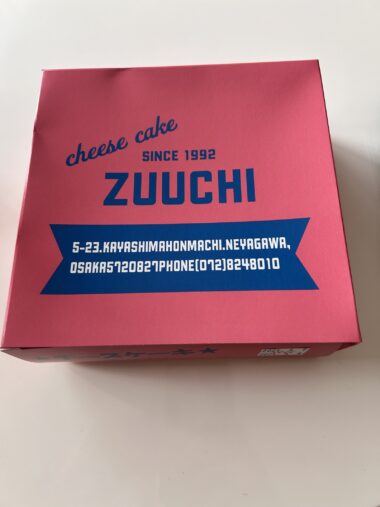 cheese cake
SINCE 1992
ZUUCHI
5-23.KAYASHIMAHONMACHI.NEYAGAWA,
OSAKA5720827PHONE(072)8248010